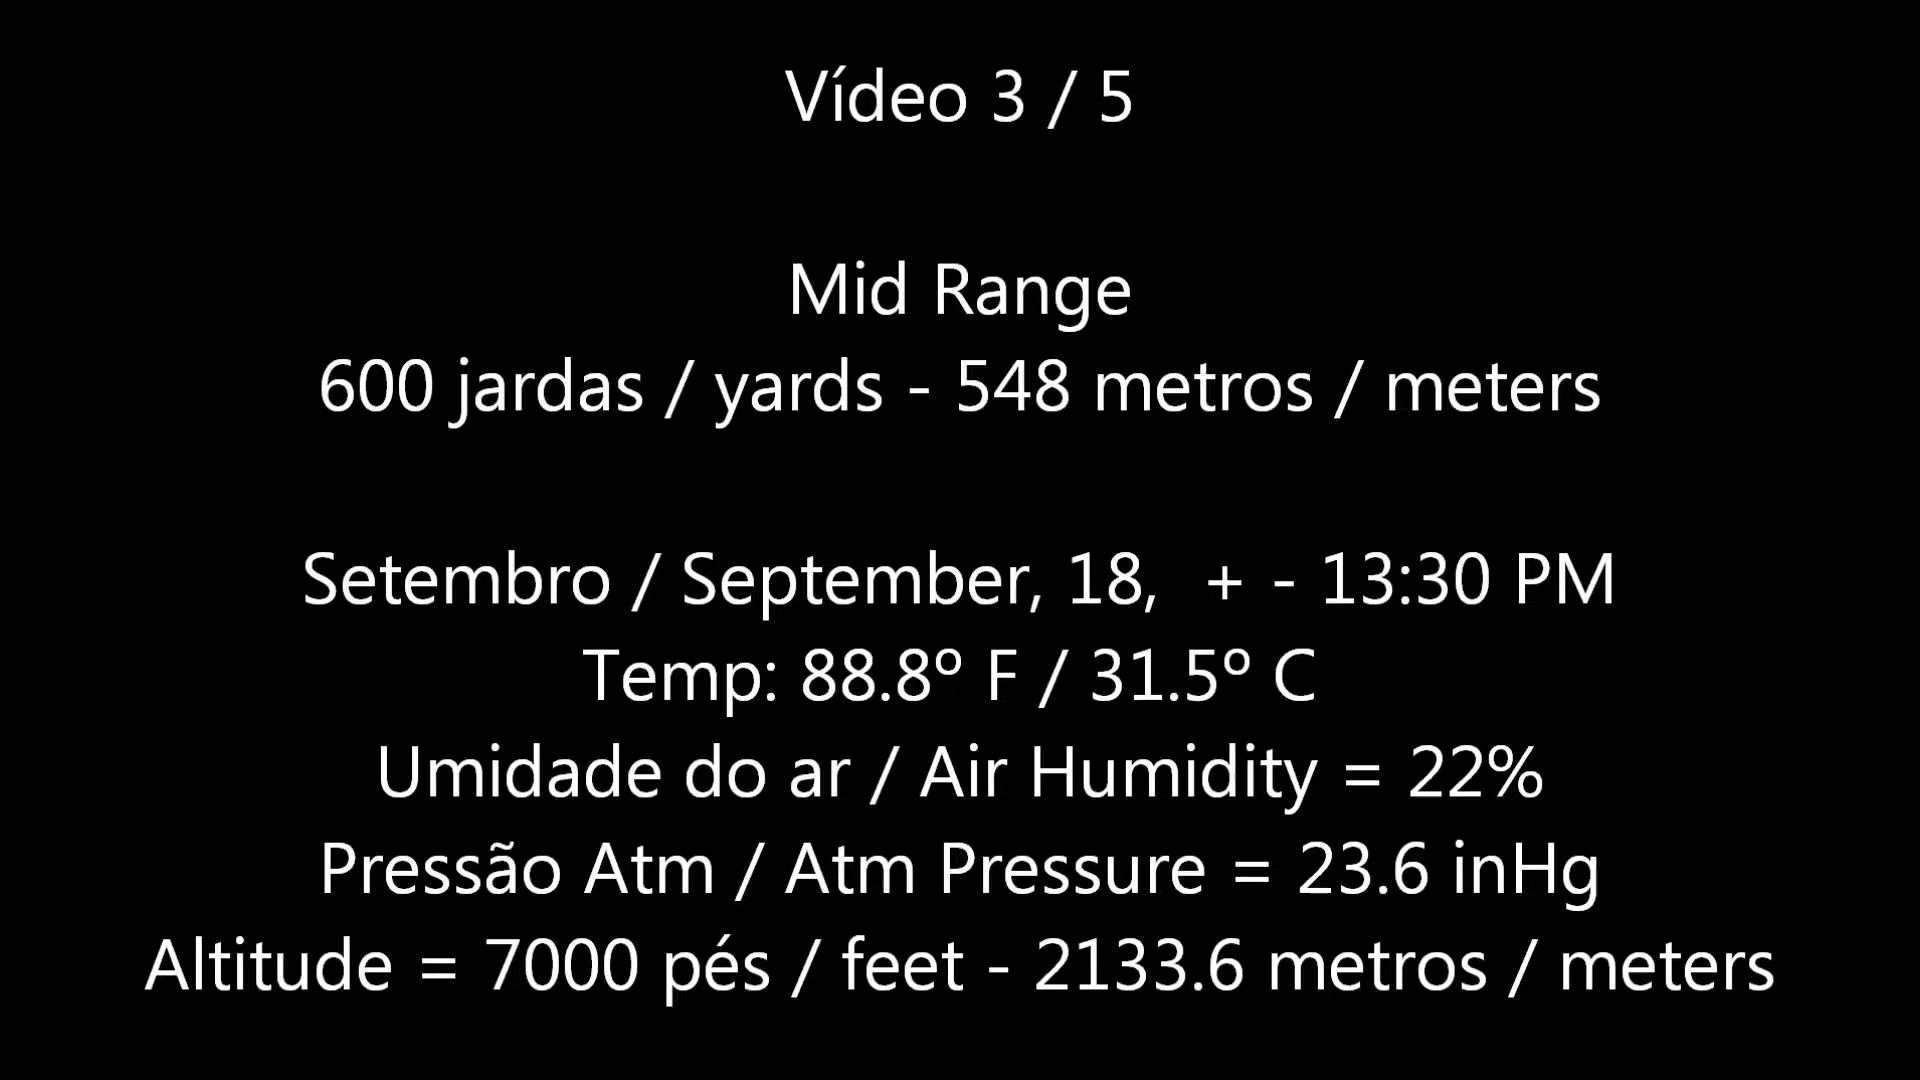 Vídeo 3 / 5
Mid Range
600 jardas / yards - 548 metros / meters
Setembro / September, 18,  + - 13:30 PM
Temp: 88.8º F / 31.5º C
Umidade do ar / Air Humidity = 22%
Pressão Atm / Atm Pressure = 23.6 inHg
Altitude = 7000 pés / feet - 2133.6 metros / meters